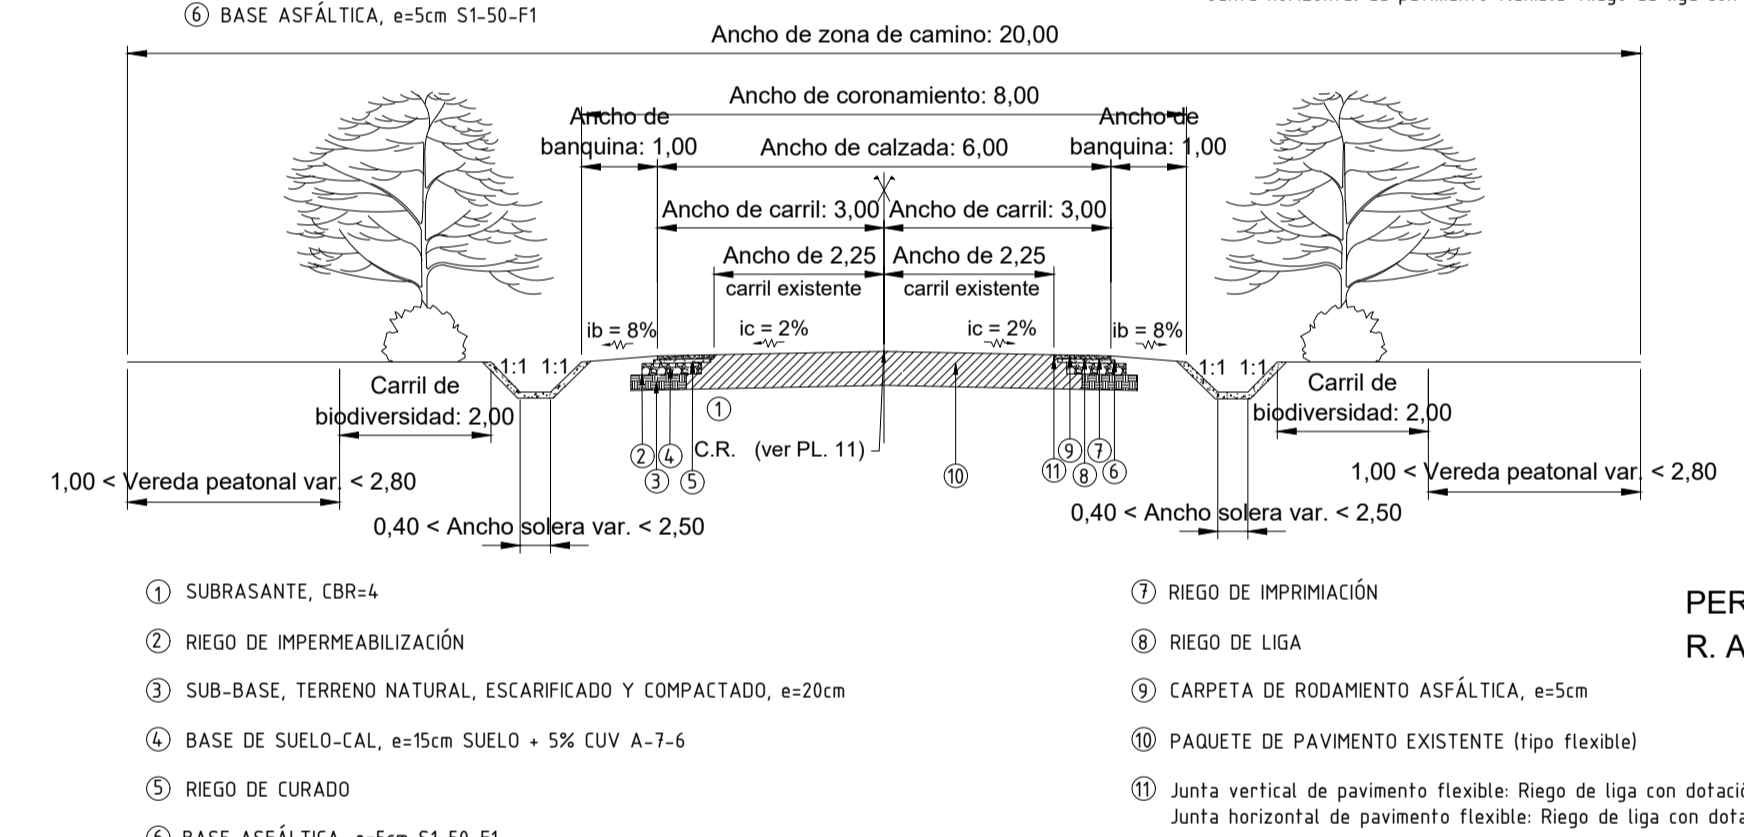 ⑥ BASE ASFÁLTICA, e=5cm S1-50-F1
Ancho de zona de camino: 20,00
Ancho de coronamiento: 8,00
Ancho de
banquina: 1,00
Ancho de calzada: 6,00
Ancho de
banquina: 1,00
Ancho de carril: 3,00
Ancho de carril: 3,00
Ancho de 2,25
carril existente
Ancho de 2,25
carril existente
ib = 8%
ic = 2%
ic = 2%
ib = 8%
1:1 1:1
1:1 1:1
Carril de
biodiversidad: 2,00
Carril de
biodiversidad: 2,00
①
② ④ C.R. (ver PL. 11)
③ ⑤
⑩
⑪ ⑨ ⑧ ⑦ ⑥
1,00 < Vereda peatonal var. < 2,80
1,00 < Vereda peatonal var. < 2,80
0,40 < Ancho solera var. < 2,50
0,40 < Ancho solera var. < 2,50
① SUBRASANTE, CBR=4
② RIEGO DE IMPERMEABILIZACIÓN
③ SUB-BASE, TERRENO NATURAL, ESCARIFICADO Y COMPACTADO, e=20cm
④ BASE DE SUELO-CAL, e=15cm SUELO + 5% CUV A-7-6
⑤ RIEGO DE CURADO
⑥ BASE ASFÁLTICA, e=5cm S1-50-F1
⑦ RIEGO DE IMPRIMIACIÓN
⑧ RIEGO DE LIGA
⑨ CARPETA DE RODAMIENTO ASFÁLTICA, e=5cm
⑩ PAQUETE DE PAVIMENTO EXISTENTE (tipo flexible)
⑪ Junta vertical de pavimento flexible: Riego de liga con
Junta horizontal de pavimento flexible: Riego de liga con
PER
R. A